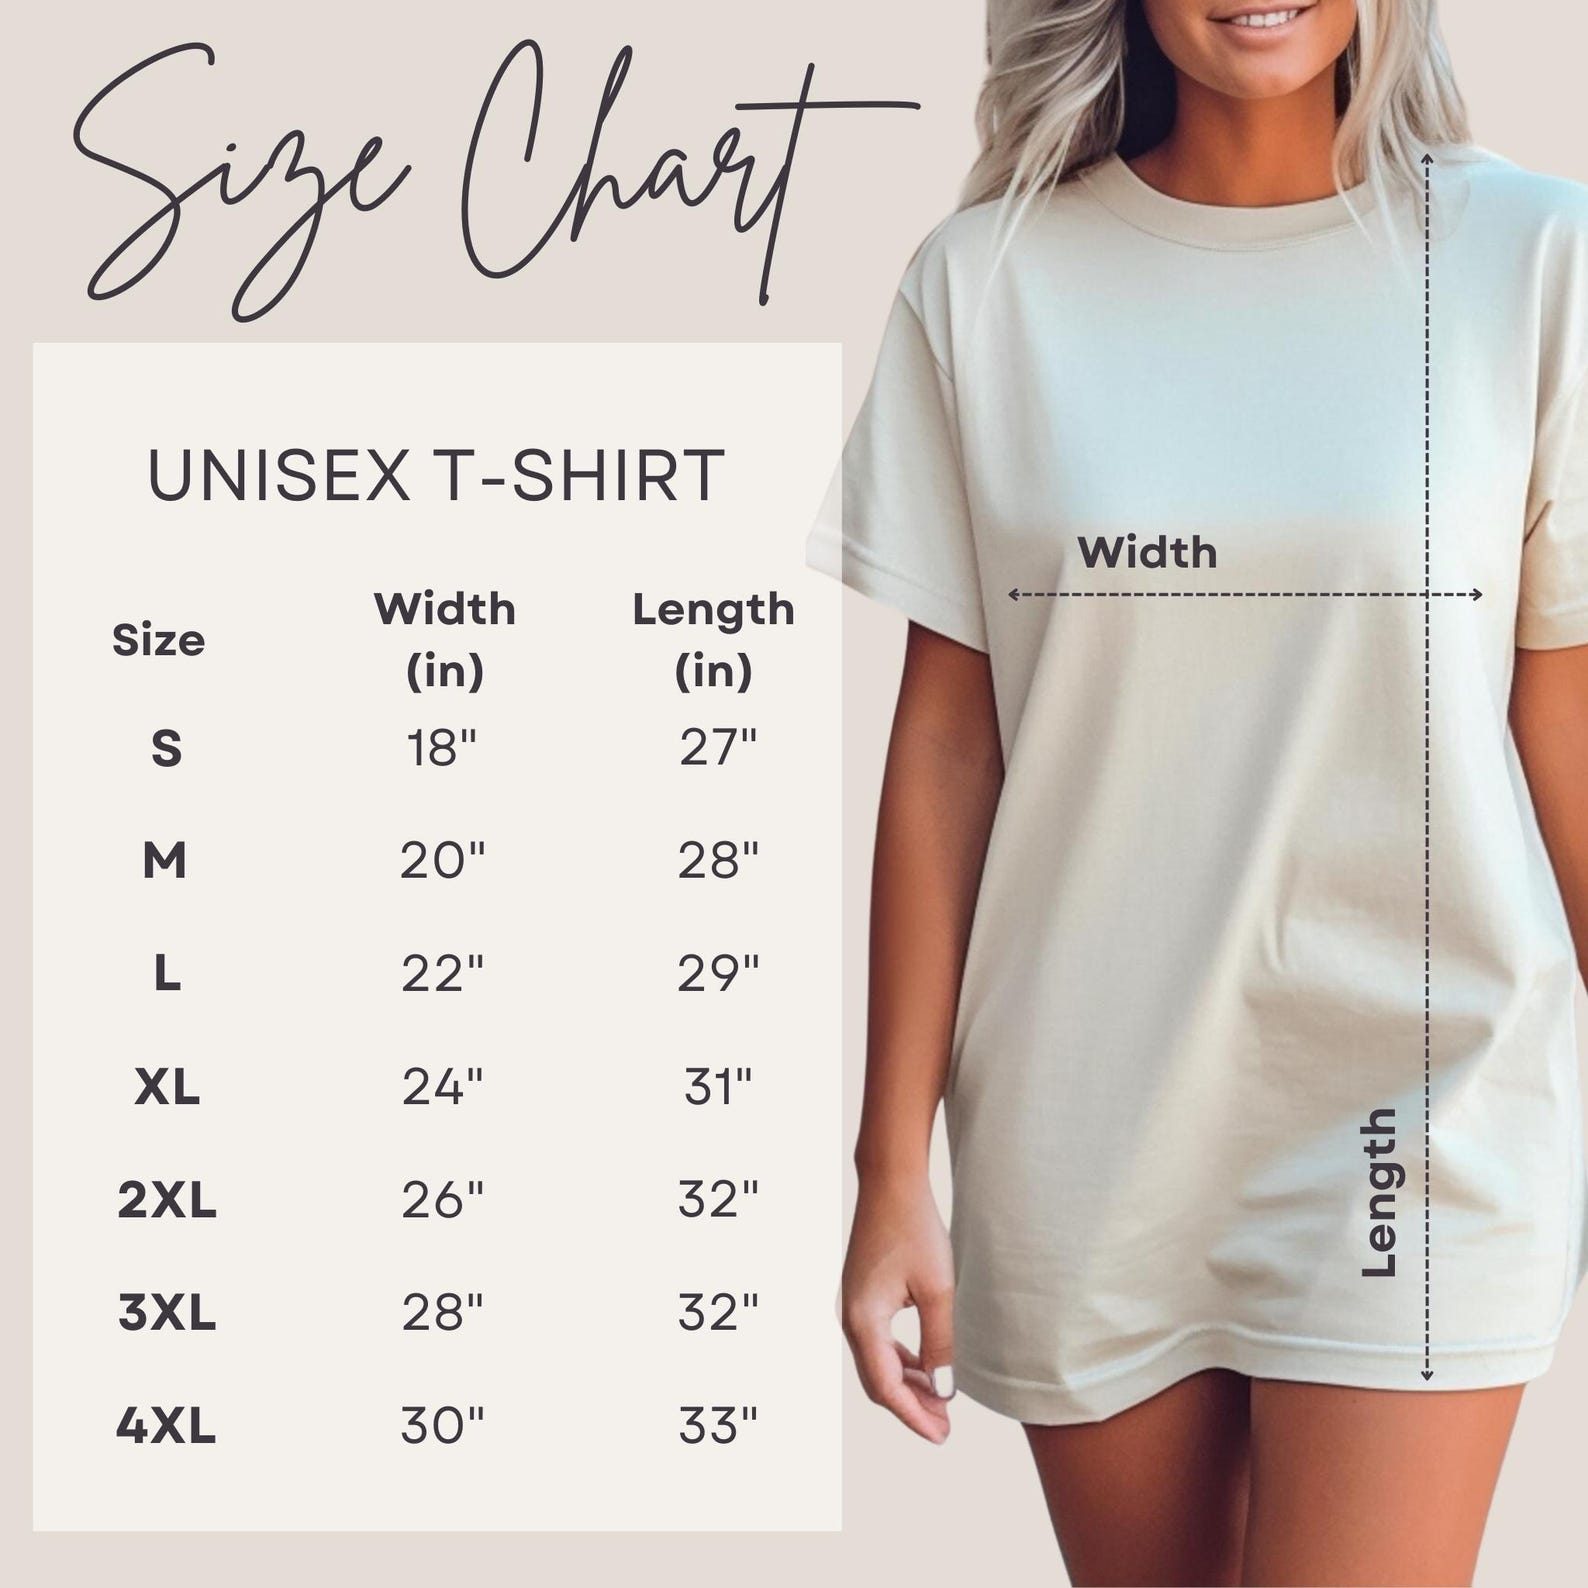 Size Chart
UNISEX T-SHIRT
Size Width (in) Length (in)
S 18" 27"
M 20" 28"
L 22" 29"
XL 24" 31"
2XL 26" 32"
3XL 28" 32"
4XL 30" 33"
Width
Length